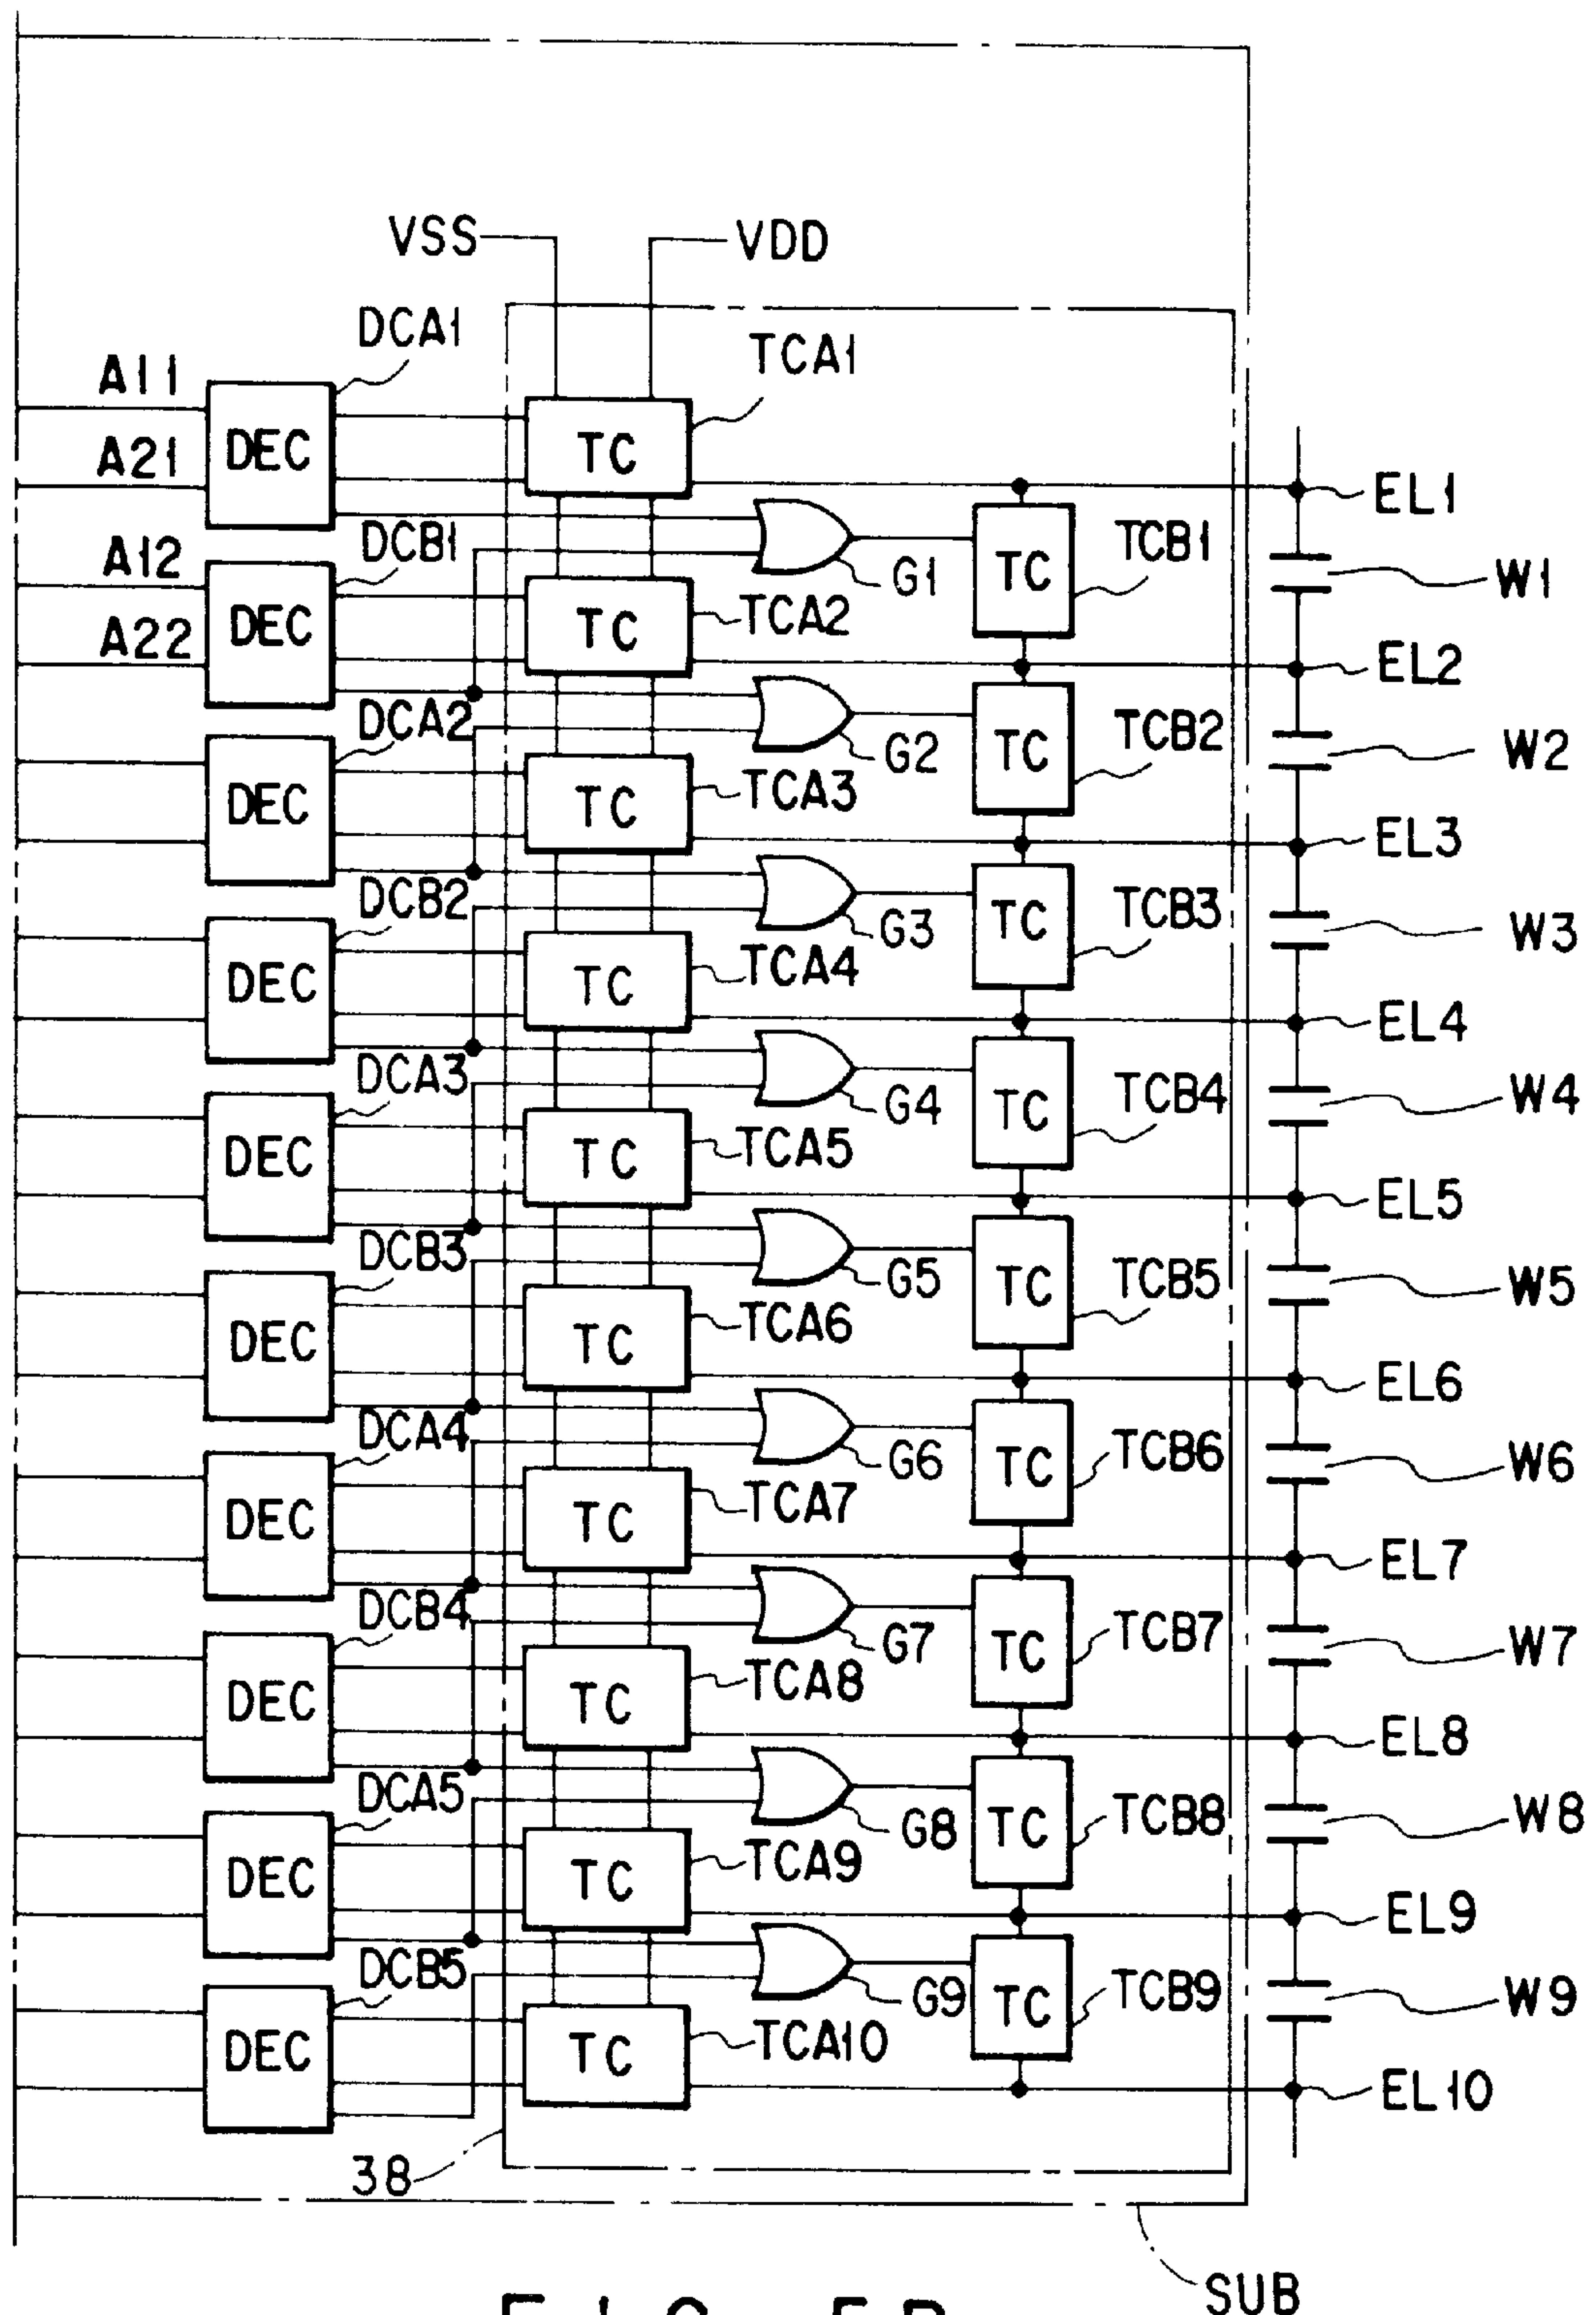 VSS VDD
DCA1
TCA1
A11
DEC
TC
A21
EL1
DCB1
G1
TC
TCB1
W1
A12
DEC
TC
TCA2
A22
EL2
DCA2
G2
TC
TCB2
W2
DEC
TC
TCA3
EL3
DCB2
G3
TC
TCB3
W3
DEC
TC
TCA4
EL4
DCA3
G4
TC
TCB4
W4
DEC
TC
TCA5
EL5
DCB3
G5
TC
TCB5
W5
DEC
TC
TCA6
EL6
DCA4
G6
TC
TCB6
W6
DEC
TC
TCA7
EL7
DCB4
G7
TC
TCB7
W7
DEC
TC
TCA8
EL8
DCA5
G8
TC
TCB8
W8
DEC
TC
TCA9
EL9
DCB5
G9
TC
TCB9
W9
DEC
TC
TCA10
EL10
38
SUB